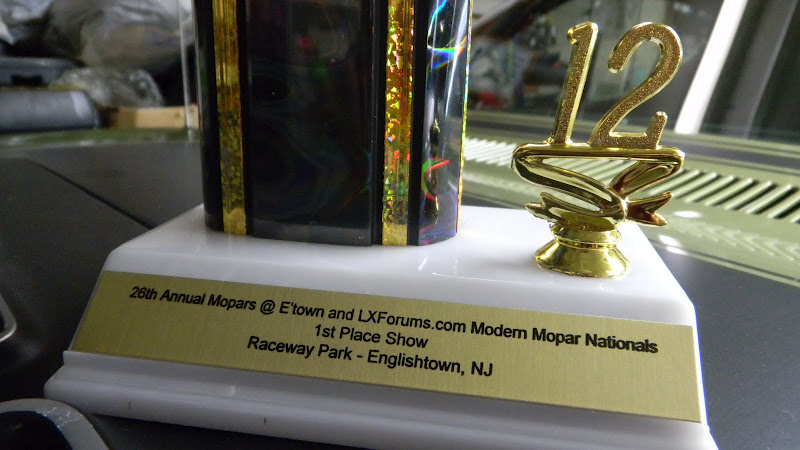 12
26th Annual Mopars @ E'town and LXForums.com Modern Mopar Nationals
1st Place Show
Raceway Park - Englishtown, NJ